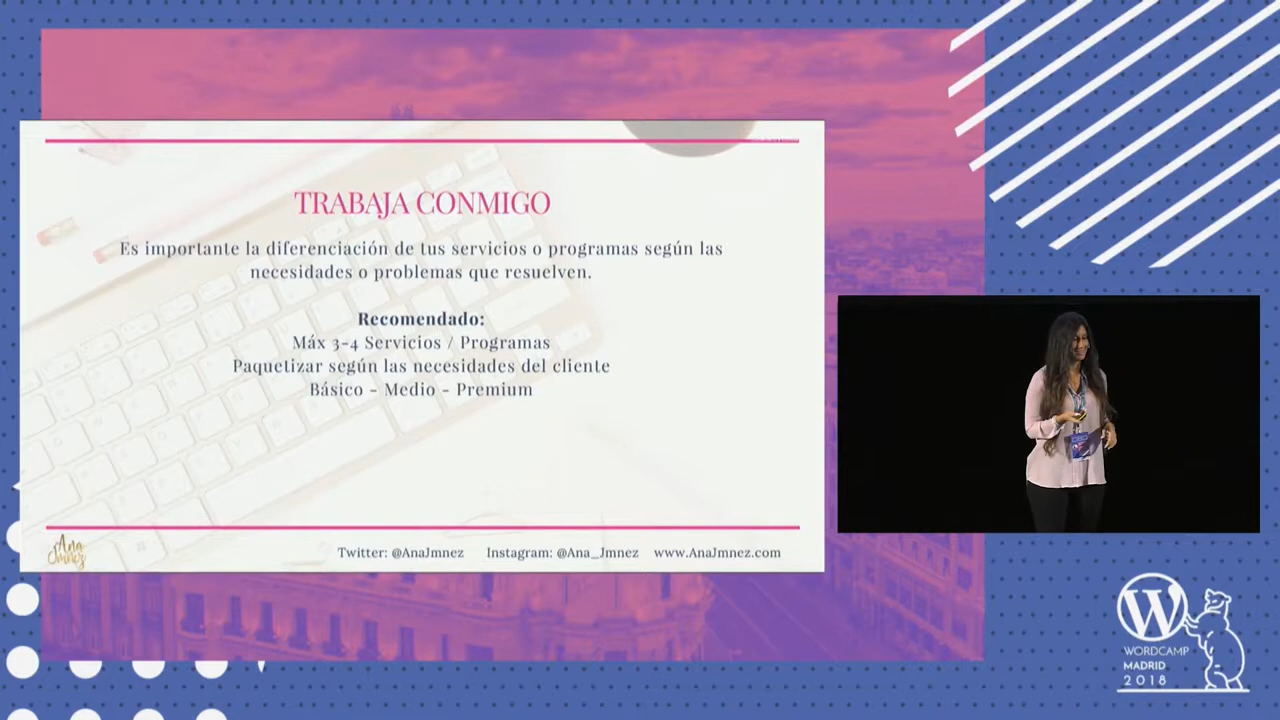 TRABAJA CONMIGO
Es importante la diferenciación de tus servicios o programas según las
necesidades o problemas que resuelven.
Recomendado:
Máx 3-4 Servicios / Programas
Paquetizar según las necesidades del cliente
Básico - Medio - Premium
Ana
Jmnez
Twitter: @AnaJmnez Instagram: @Ana_Jmnez www.AnaJmnez.com
W
WORDCAMP
MADRID
2018